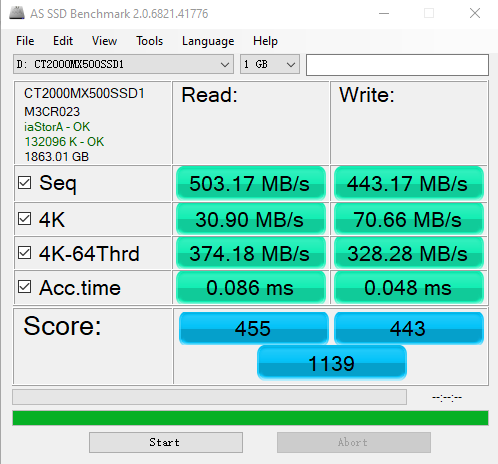 AS SSD Benchmark 2.0.6821.41776
File Edit View Tools Language Help
D: CT2000MX500SSD1 1 GB
CT2000MX500SSD1 Read: Write:
M3CR023
iaStorA - OK
132096 K - OK
1863.01 GB
Seq 503.17 MB/s 443.17 MB/s
4K 30.90 MB/s 70.66 MB/s
4K-64Thrd 374.18 MB/s 328.28 MB/s
Acc.time 0.086 ms 0.048 ms
Score: 455 443
1139
--:--:--
Start Abort